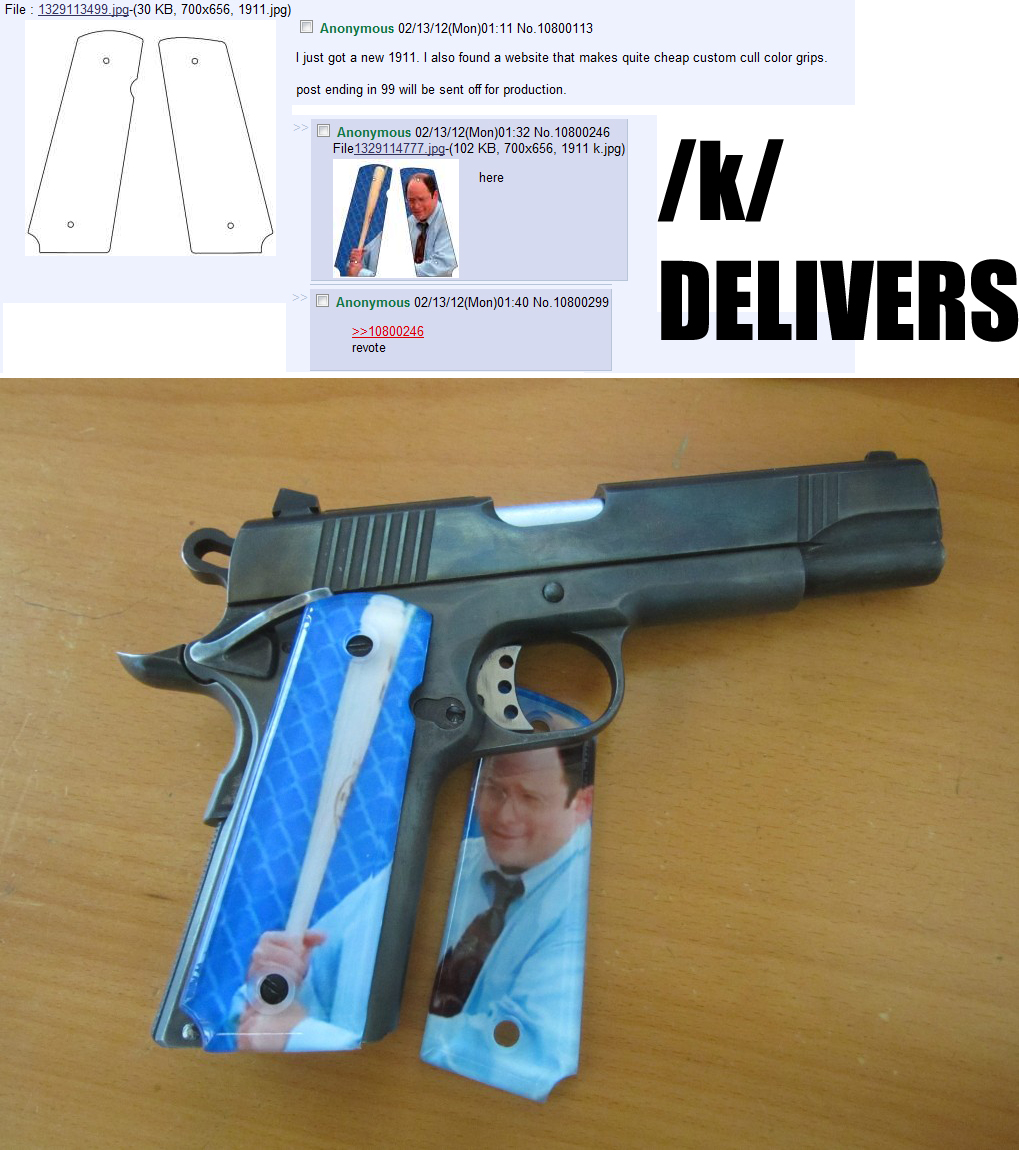 File : 1329113499.jpg-(30 KB, 700x656, 1911.jpg)
Anonymous 02/13/12(Mon)01:11 No.10800113
I just got a new 1911. I also found a website that makes quite cheap custom cull color grips.
post ending in 99 will be sent off for production.
>> Anonymous 02/13/12(Mon)01:32 No.10800246
File1329114777.jpg-(102 KB, 700x656, 1911 k.jpg)
here
>> Anonymous 02/13/12(Mon)01:40 No.10800299
>>10800246
revote
/k/
DELIVERS